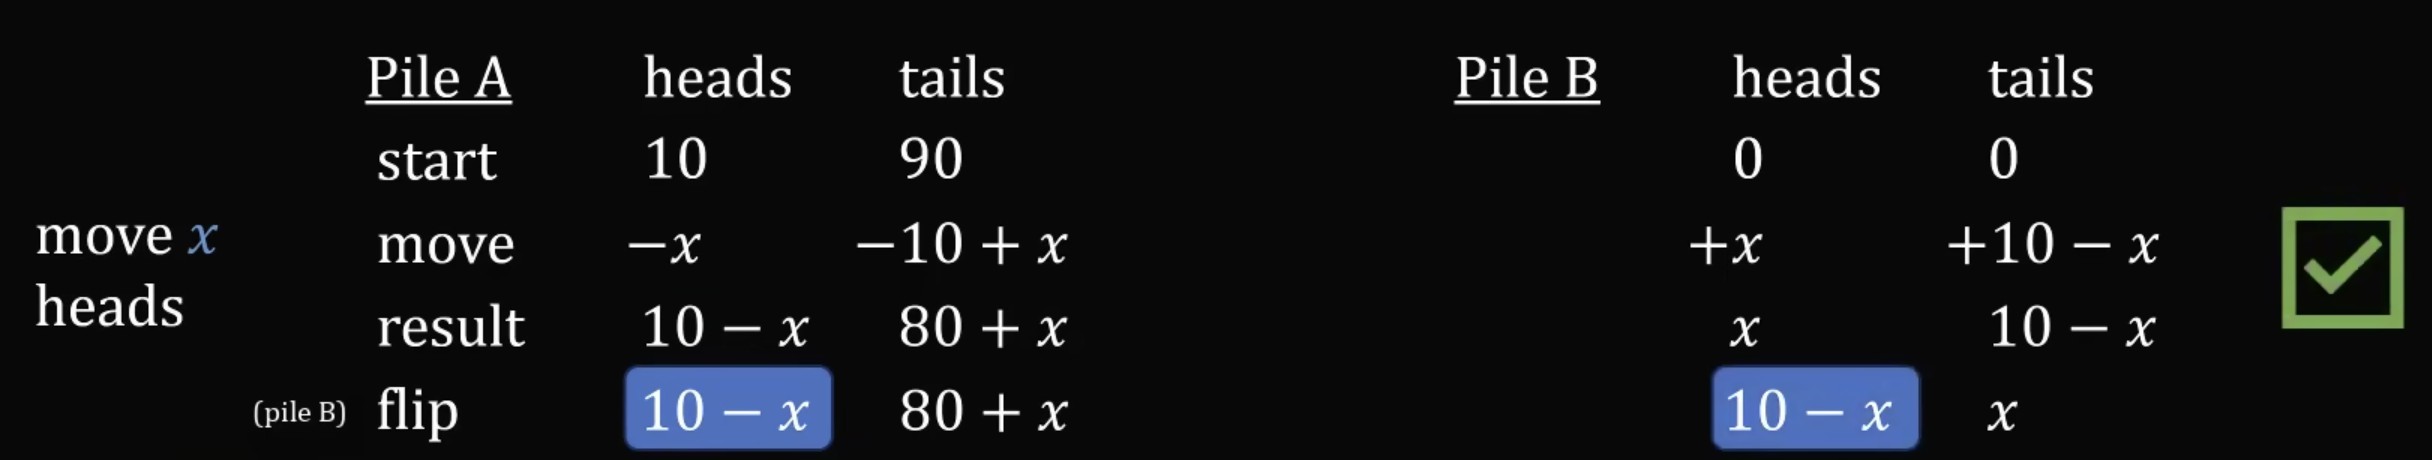 Pile A heads tails Pile B heads tails
start 10 90 0 0
move x move −x −10 + x +x +10 − x
heads result 10 − x 80 + x x 10 − x
(pile B) flip 10 − x 80 + x 10 − x x